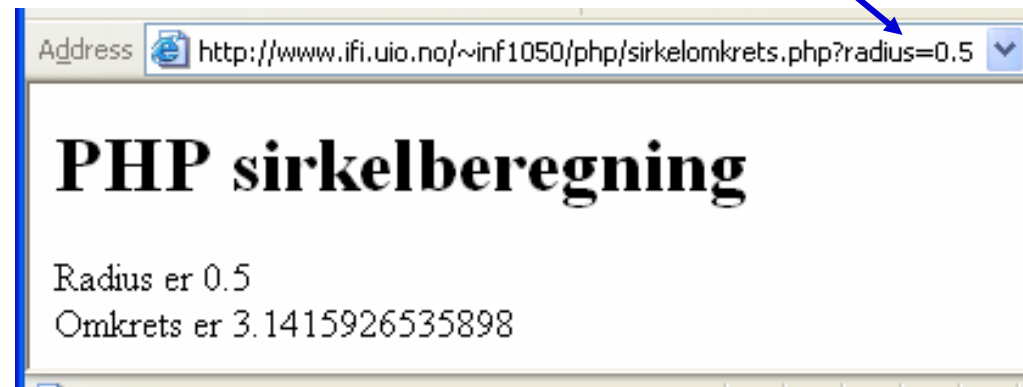 Address http://www.ifi.uio.no/~inf1050/php/sirkelomkrets.php?radius=0.5
PHP sirkelberegning
Radius er 0.5
Omkrets er 3.1415926535898